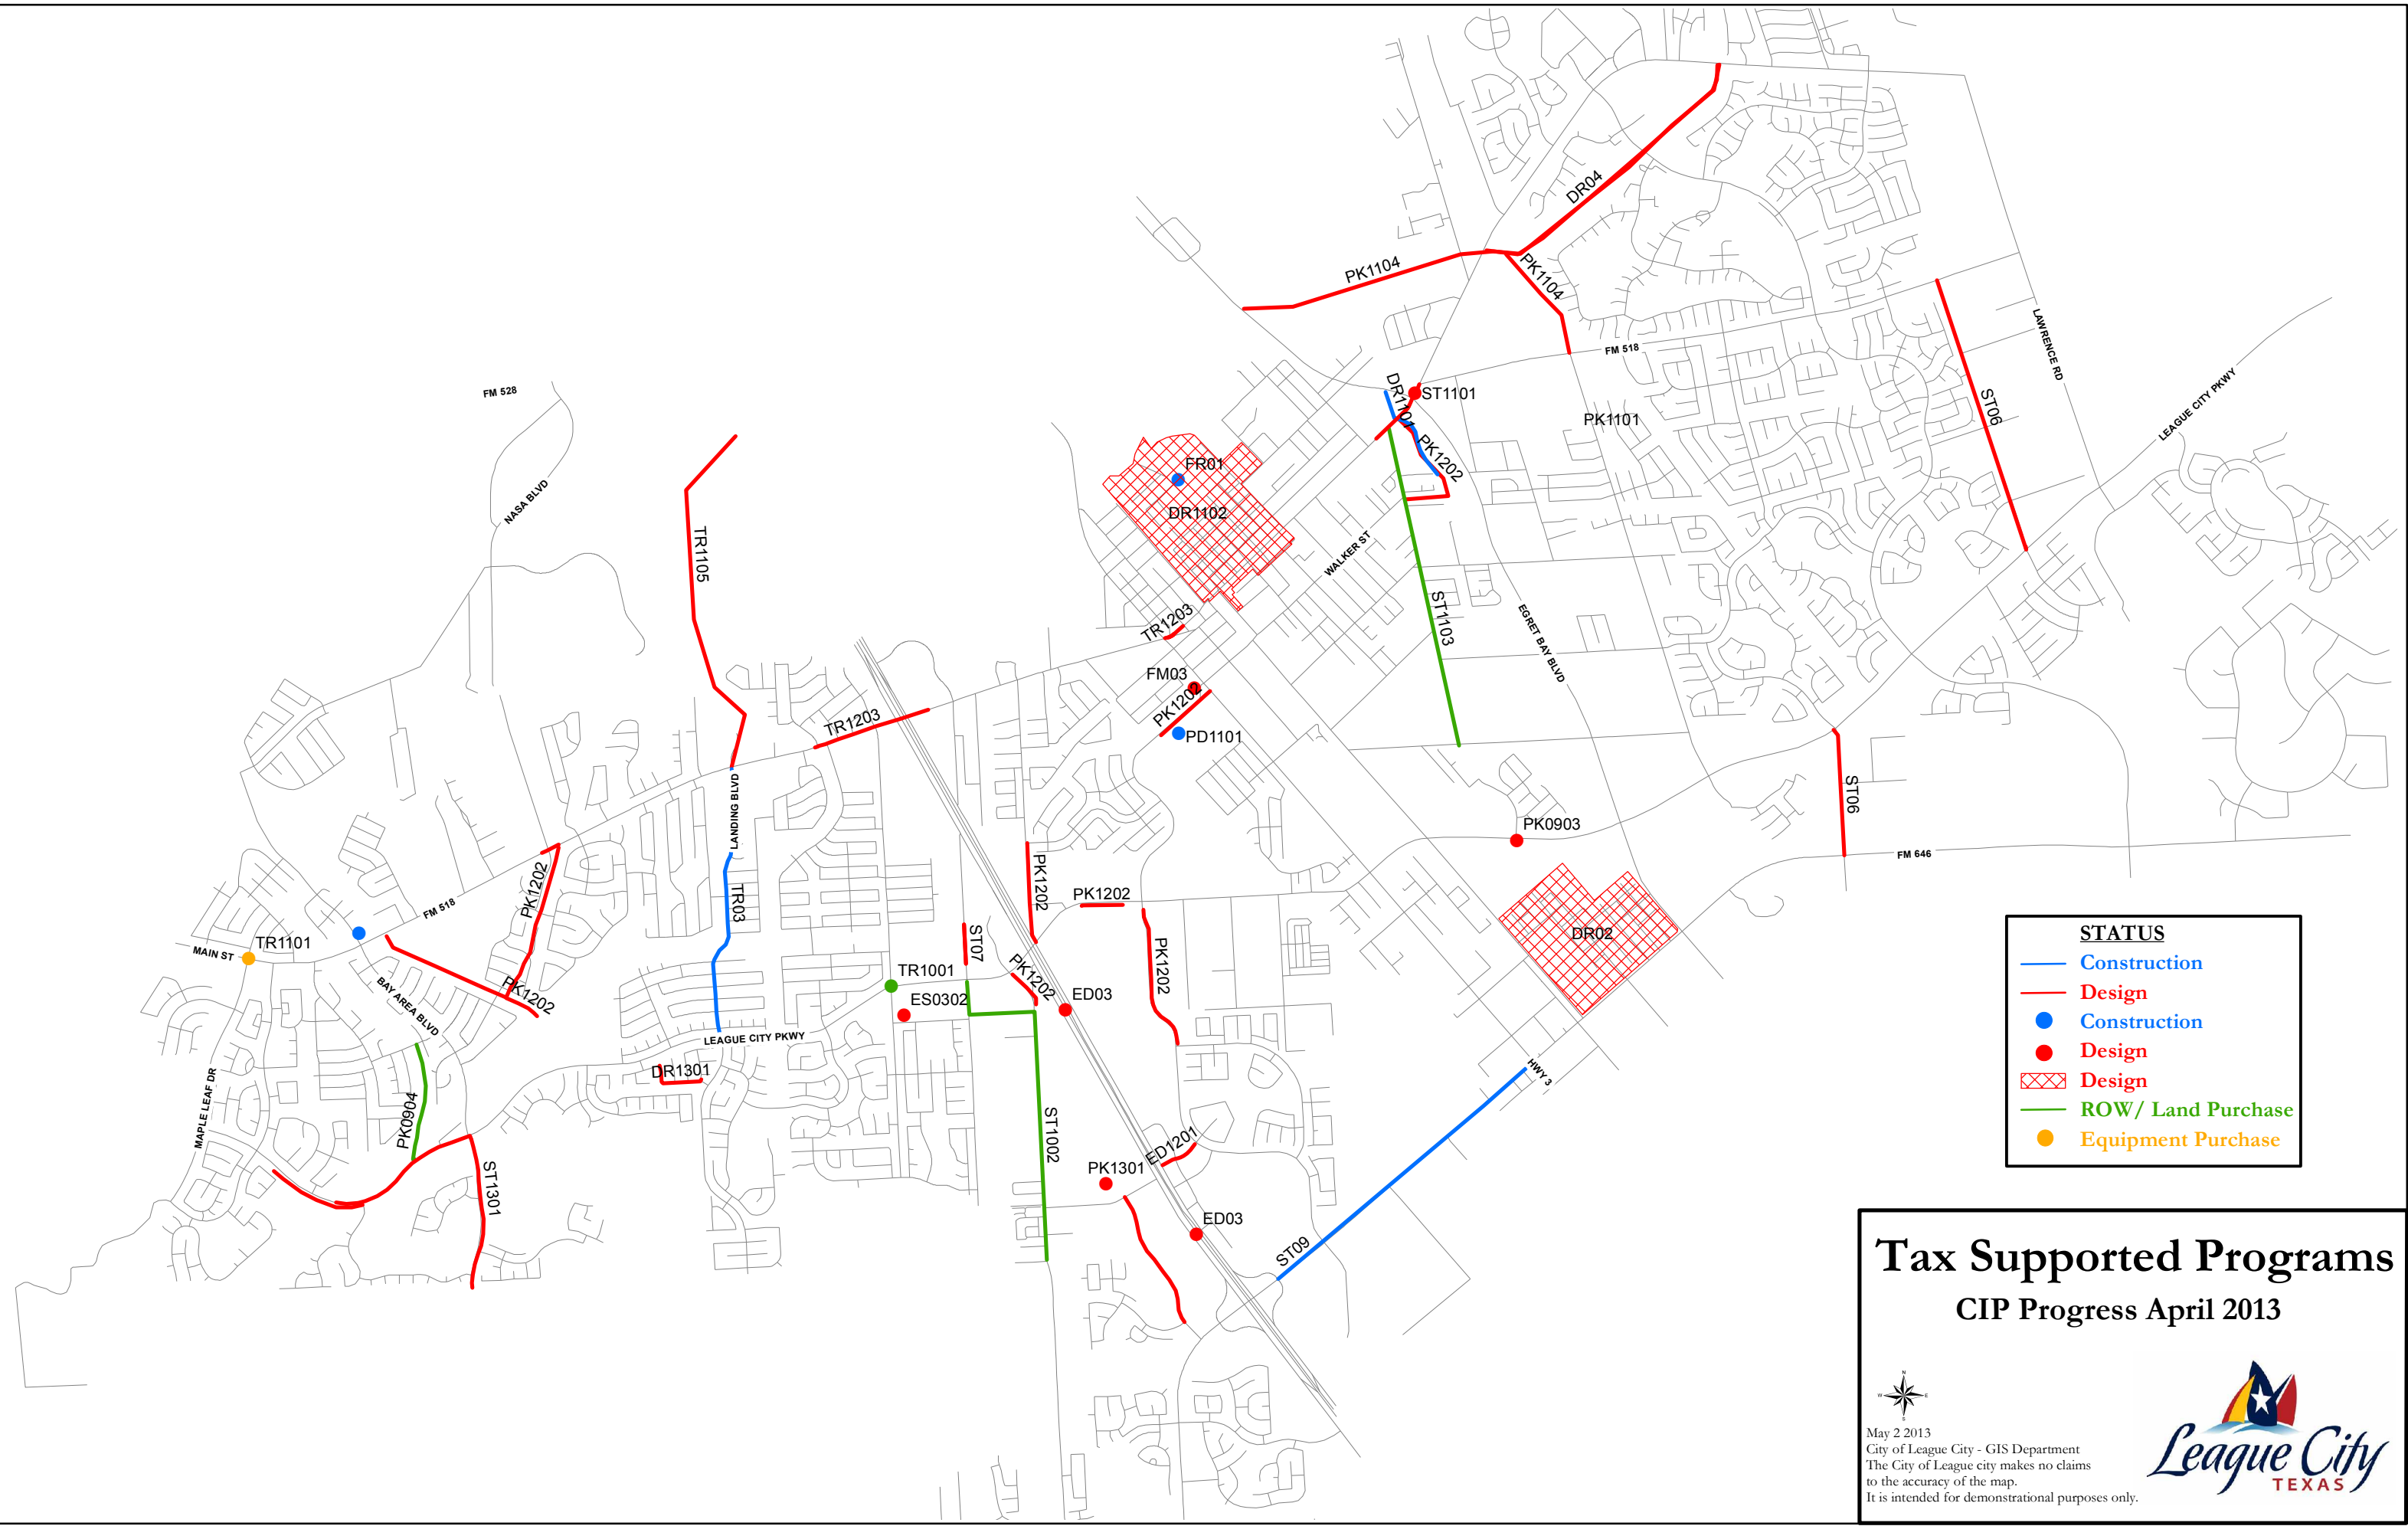 DR04
PK1104
PK1104
FM 518
LAWRENCE RD
LEAGUE CITY PKWY
ST06
FM 528
NASA BLVD
DR1101
ST1101
PK1101
PK1202
FR01
DR1102
WALKER ST
TR1105
ST1103
EGRET BAY BLVD
TR1203
FM03
PK1202
PD1101
TR1203
LANDING BLVD
ST06
PK0903
FM 646
PK1202
TR03
PK1202
PK1202
FM 518
DR02
TR1101
MAIN ST
ST07
PK1202
PK1202
TR1001
ES0302
ED03
PK1202
BAY AREA BLVD
LEAGUE CITY PKWY
DR1301
HWY 3
MAPLE LEAF DR
PK0904
ST1002
ED1201
PK1301
ST1301
ED03
ST09
STATUS
Construction
Design
Construction
Design
Design
ROW/ Land Purchase
Equipment Purchase
Tax Supported Programs
CIP Progress April 2013
N
W E
S
May 2 2013
City of League City - GIS Department
The City of League city makes no claims
to the accuracy of the map.
It is intended for demonstrational purposes only.
League City
TEXAS